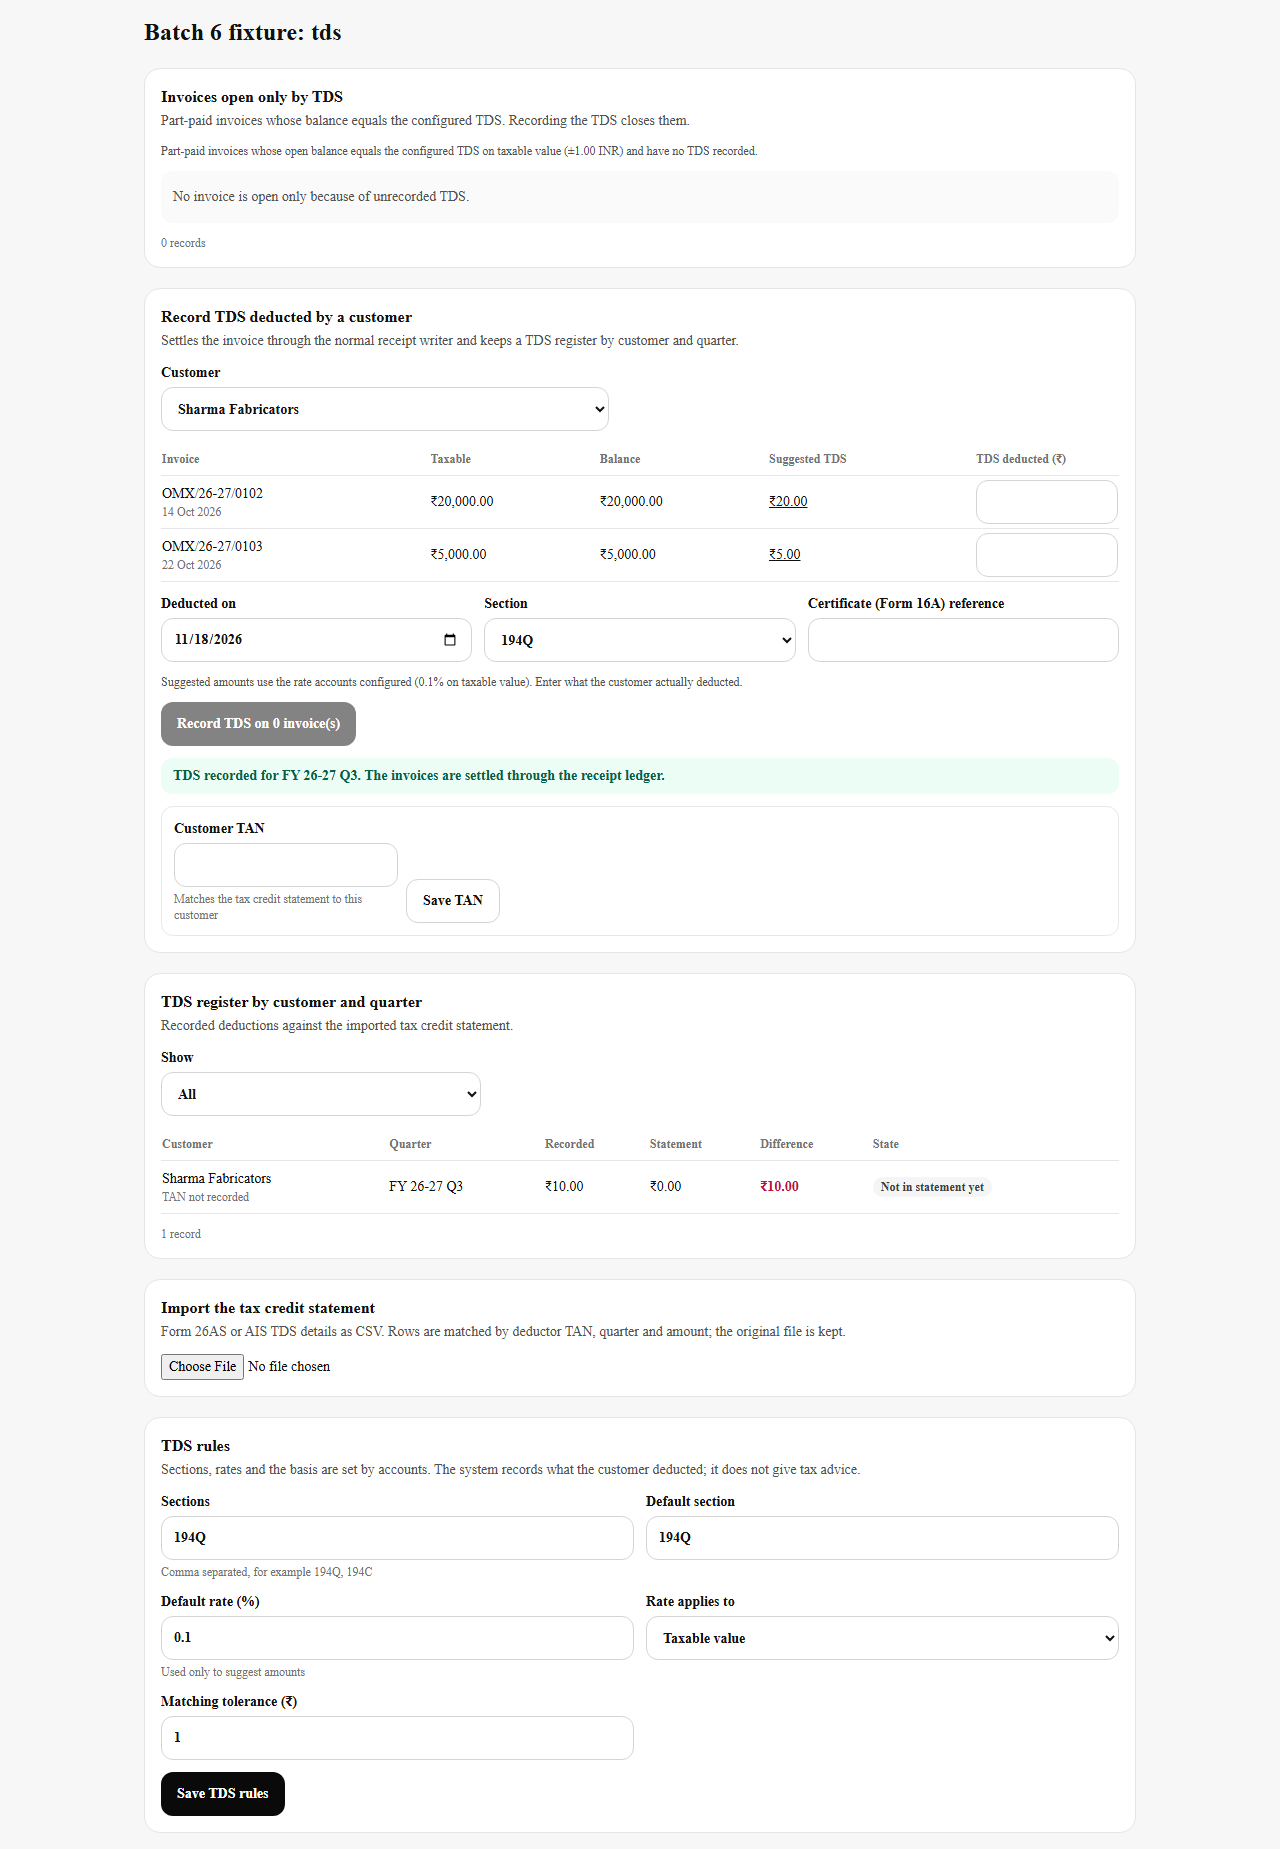 Batch 6 fixture: tds
Invoices open only by TDS
Part-paid invoices whose balance equals the configured TDS. Recording the TDS closes them.
Part-paid invoices whose open balance equals the configured TDS on taxable value (±1.00 INR) and have no TDS recorded.
No invoice is open only because of unrecorded TDS.
0 records
Record TDS deducted by a customer
Settles the invoice through the normal receipt writer and keeps a TDS register by customer and quarter.
Customer
Sharma Fabricators
Invoice Taxable Balance Suggested TDS TDS deducted (₹)
OMX/26-27/0102 ₹20,000.00 ₹20,000.00 ₹20.00
14 Oct 2026
OMX/26-27/0103 ₹5,000.00 ₹5,000.00 ₹5.00
22 Oct 2026
Deducted on Section Certificate (Form 16A) reference
11/18/2026 194Q
Suggested amounts use the rate accounts configured (0.1% on taxable value). Enter what the customer actually deducted.
Record TDS on 0 invoice(s)
TDS recorded for FY 26-27 Q3. The invoices are settled through the receipt ledger.
Customer TAN
Matches the tax credit statement to this
customer
Save TAN
TDS register by customer and quarter
Recorded deductions against the imported tax credit statement.
Show
All
Customer Quarter Recorded Statement Difference State
Sharma Fabricators FY 26-27 Q3 ₹10.00 ₹0.00 ₹10.00 Not in statement yet
TAN not recorded
1 record
Import the tax credit statement
Form 26AS or AIS TDS details as CSV. Rows are matched by deductor TAN, quarter and amount; the original file is kept.
Choose File No file chosen
TDS rules
Sections, rates and the basis are set by accounts. The system records what the customer deducted; it does not give tax advice.
Sections Default section
194Q 194Q
Comma separated, for example 194Q, 194C
Default rate (%) Rate applies to
0.1 Taxable value
Used only to suggest amounts
Matching tolerance (₹)
1
Save TDS rules